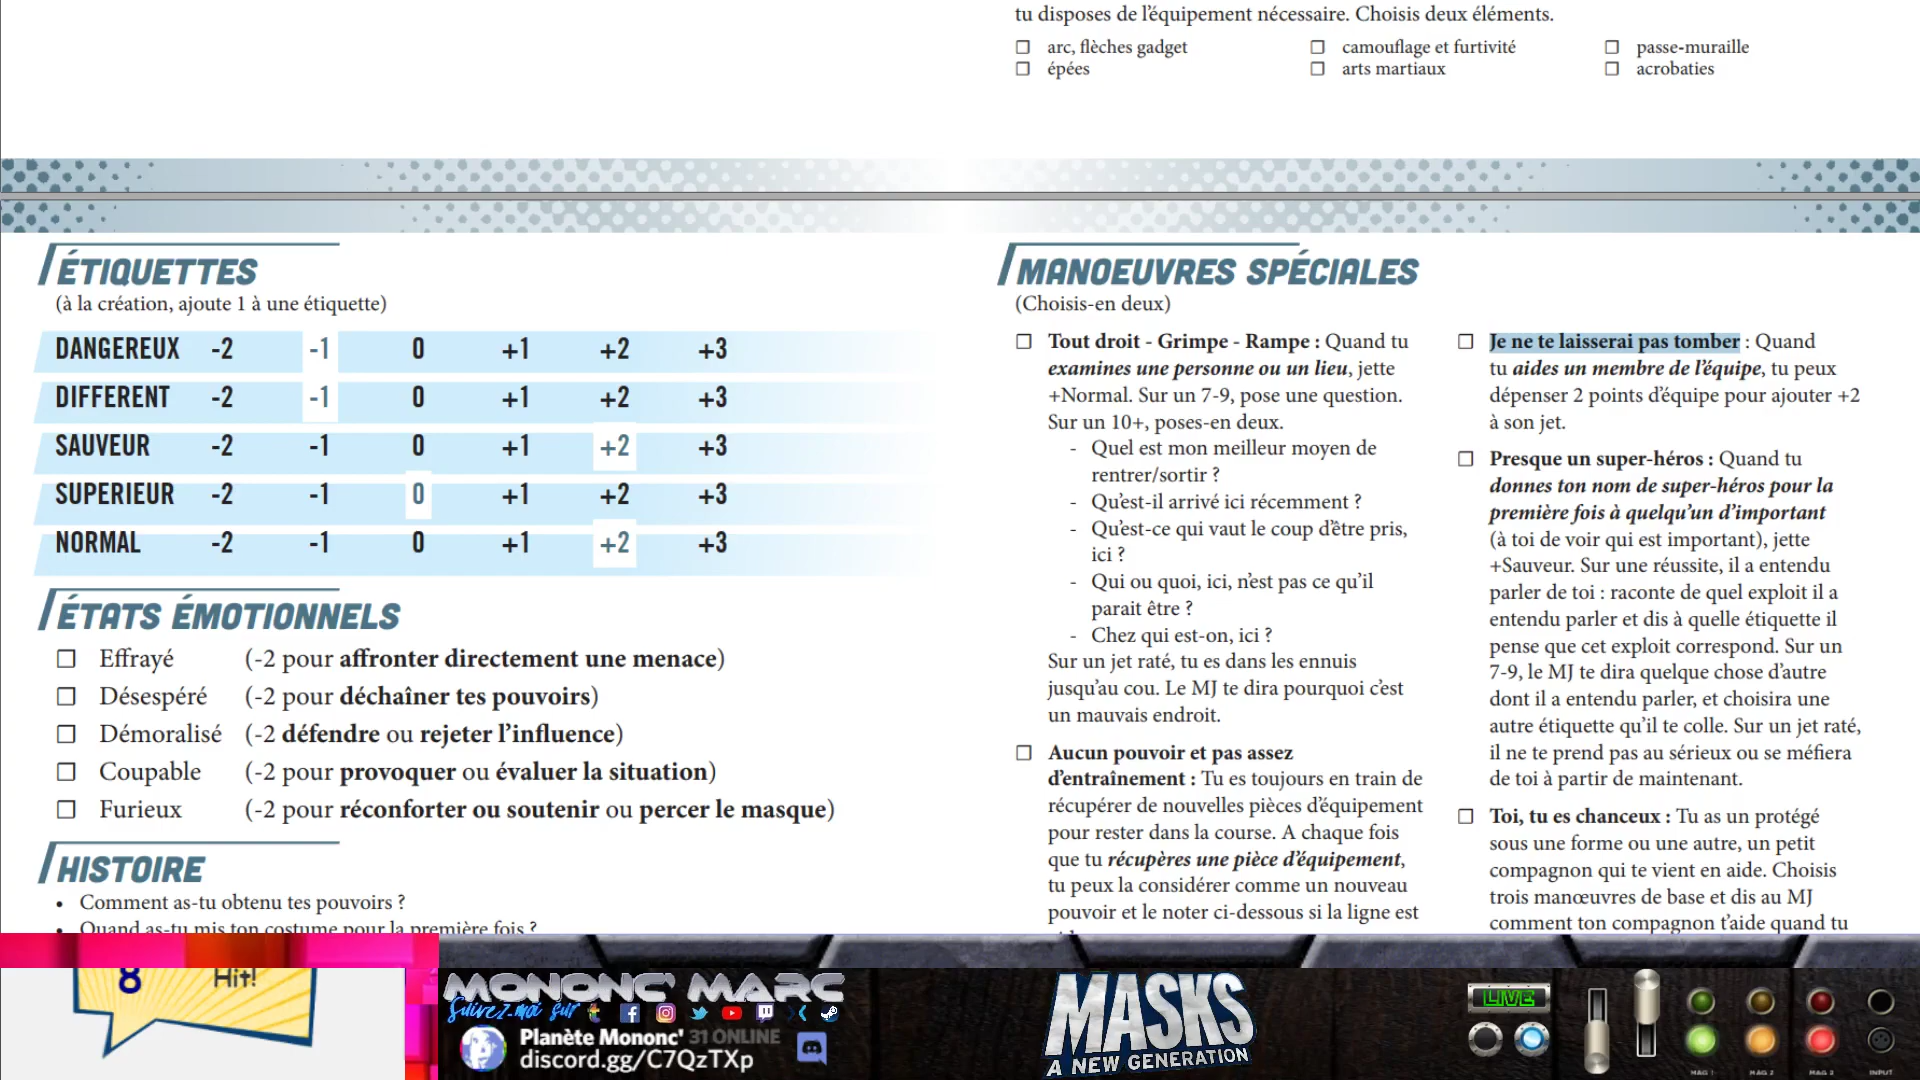 tu disposes de l'équipement nécessaire. Choisis deux éléments.
❒ arc, flèches gadget ❒ camouflage et furtivité ❒ passe-muraille
❒ épées ❒ arts martiaux ❒ acrobaties
ÉTIQUETTES
(à la création, ajoute 1 à une étiquette)
DANGEREUX -2 -1 0 +1 +2 +3
DIFFERENT -2 -1 0 +1 +2 +3
SAUVEUR -2 -1 0 +1 +2 +3
SUPERIEUR -2 -1 0 +1 +2 +3
NORMAL -2 -1 0 +1 +2 +3
ÉTATS ÉMOTIONNELS
❒ Effrayé (-2 pour affronter directement une menace)
❒ Désespéré (-2 pour déchaîner tes pouvoirs)
❒ Démoralisé (-2 défendre ou rejeter l'influence)
❒ Coupable (-2 pour provoquer ou évaluer la situation)
❒ Furieux (-2 pour réconforter ou soutenir ou percer le masque)
HISTOIRE
• Comment as-tu obtenu tes pouvoirs ?
• Quand as-tu mis ton costume pour la première fois ?
MANOEUVRES SPÉCIALES
(Choisis-en deux)
❒ Tout droit - Grimpe - Rampe : Quand tu
examines une personne ou un lieu, jette
+Normal. Sur un 7-9, pose une question.
Sur un 10+, poses-en deux.
- Quel est mon meilleur moyen de
rentrer/sortir ?
- Qu'est-il arrivé ici récemment ?
- Qu'est-ce qui vaut le coup d'être pris,
ici ?
- Qui ou quoi, ici, n'est pas ce qu'il
parait être ?
- Chez qui est-on, ici ?
Sur un jet raté, tu es dans les ennuis
jusqu'au cou. Le MJ te dira pourquoi c'est
un mauvais endroit.
❒ Aucun pouvoir et pas assez
d'entraînement : Tu es toujours en train de
récupérer de nouvelles pièces d'équipement
pour rester dans la course. A chaque fois
que tu récupères une pièce d'équipement,
tu peux la considérer comme un nouveau
pouvoir et le noter ci-dessous si la ligne est
❒ Je ne te laisserai pas tomber : Quand
tu aides un membre de l'équipe, tu peux
dépenser 2 points d'équipe pour ajouter +2
à son jet.
❒ Presque un super-héros : Quand tu
donnes ton nom de super-héros pour la
première fois à quelqu'un d'important
(à toi de voir qui est important), jette
+Sauveur. Sur une réussite, il a entendu
parler de toi : raconte de quel exploit il a
entendu parler et dis à quelle étiquette il
pense que cet exploit correspond. Sur un
7-9, le MJ te dira quelque chose d'autre
dont il a entendu parler, et choisira une
autre étiquette qu'il te colle. Sur un jet raté,
il ne te prend pas au sérieux ou se méfiera
de toi à partir de maintenant.
❒ Toi, tu es chanceux : Tu as un protégé
sous une forme ou une autre, un petit
compagnon qui te vient en aide. Choisis
trois manœuvres de base et dis au MJ
comment ton compagnon t'aide quand tu
8 Hit!
MONONC' MARC
Suivez-moi sur
Planète Mononc' 31 ONLINE
discord.gg/C7QzTXp
MASKS
A NEW GENERATION
LIVE
MAG 1 MAG 2 MAG 3 INPUT